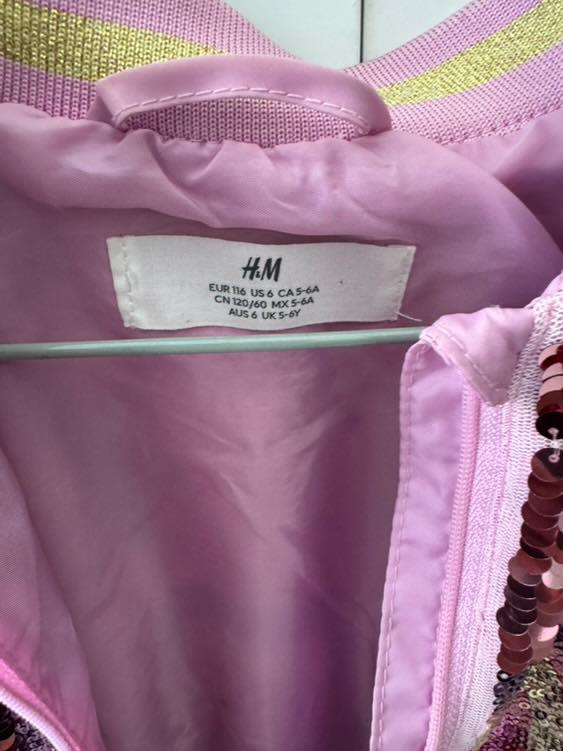 H&M
EUR 116 US 6 CA 5-6A
CN 120/60 MX 5-6A
AUS 6 UK 5-6Y